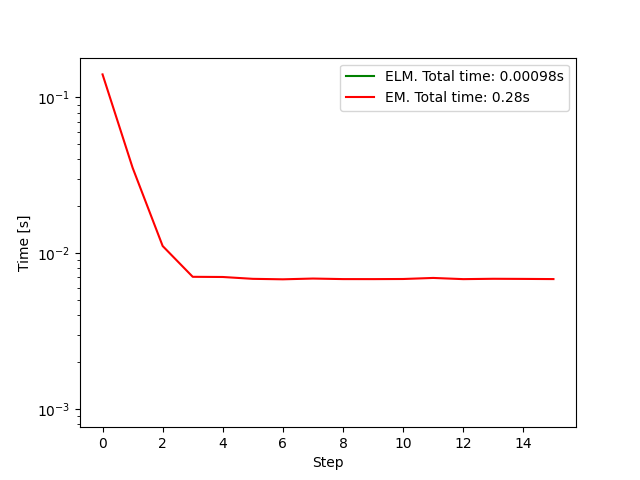 ELM. Total time: 0.00098s
EM. Total time: 0.28s
Time [s]
10⁻¹
10⁻²
10⁻³
0 2 4 6 8 10 12 14
Step